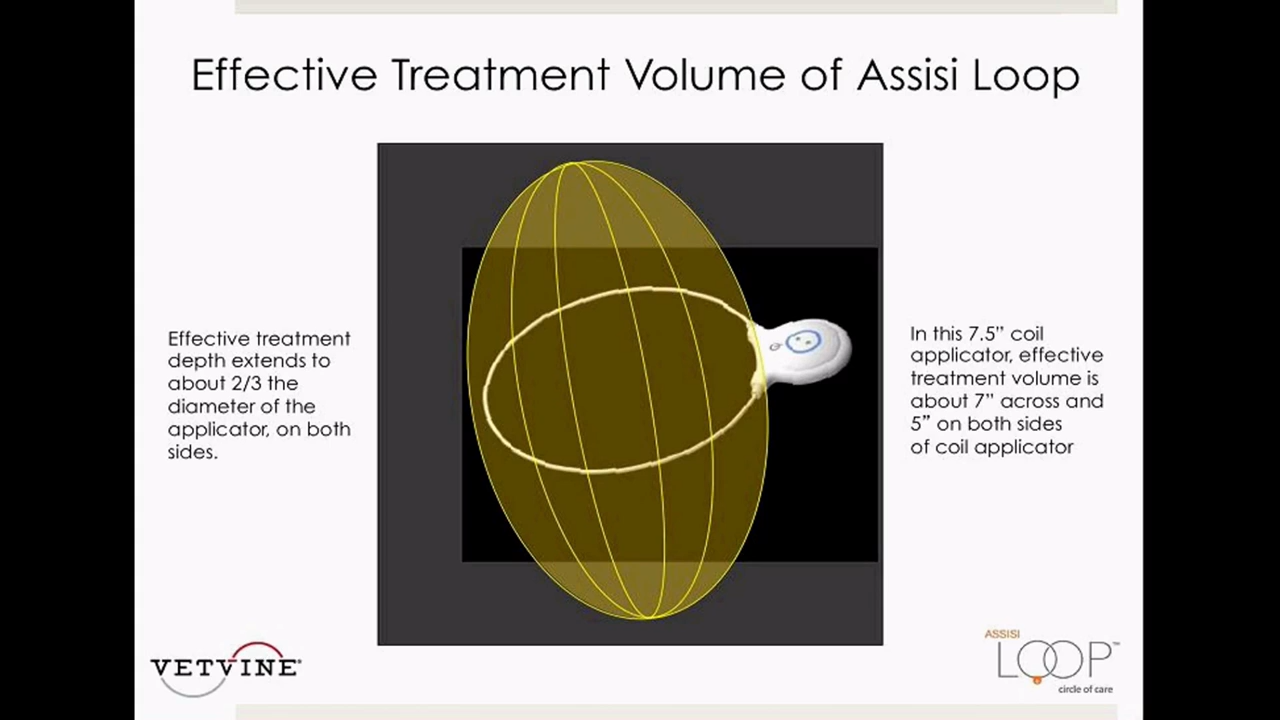 Effective Treatment Volume of Assisi Loop
Effective treatment
depth extends to
about 2/3 the
diameter of the
applicator, on both
sides.
In this 7.5” coil
applicator, effective
treatment volume is
about 7” across and
5” on both sides
of coil applicator
VETVINE®
ASSISI
LOOP™
circle of care